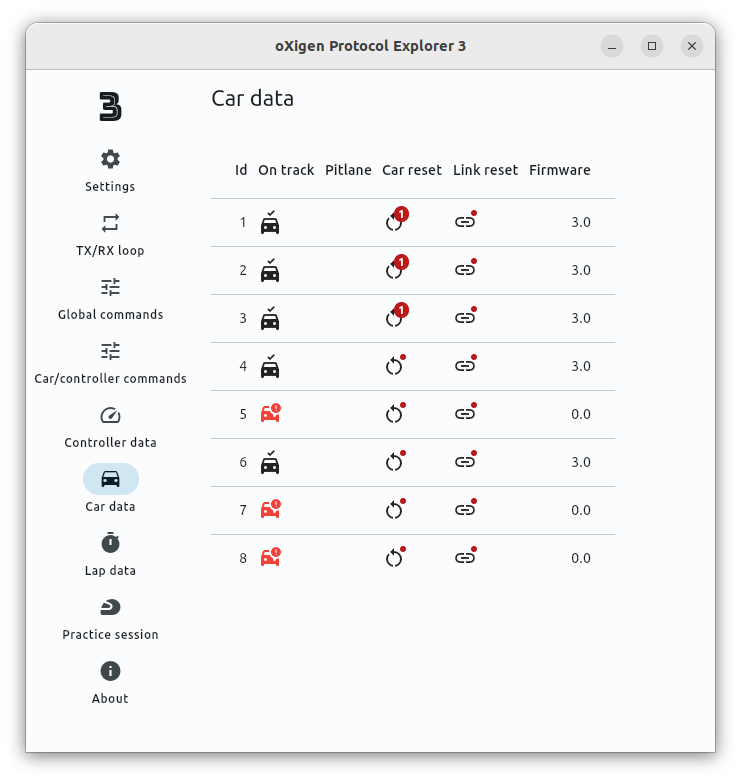 oXigen Protocol Explorer 3
3
Settings
TX/RX loop
Global commands
Car/controller commands
Controller data
Car data
Lap data
Practice session
About
Car data
Id On track Pitlane Car reset Link reset Firmware
1 1 3.0
2 1 3.0
3 1 3.0
4 3.0
5 0.0
6 3.0
7 0.0
8 0.0